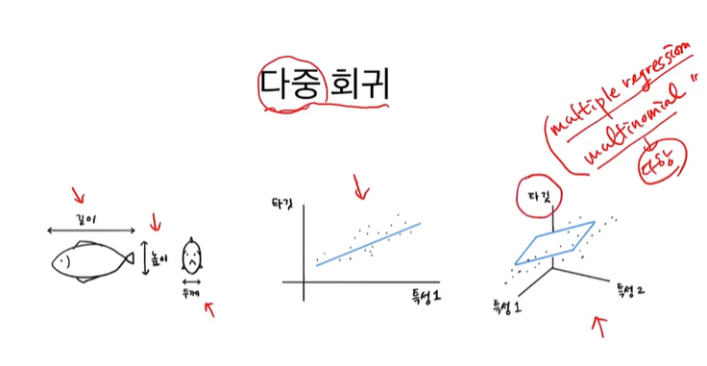 다중 회귀
multiple regression
multinomial "
다항
길이
높이
두께
타깃
특성 1
타깃
특성 1
특성 2